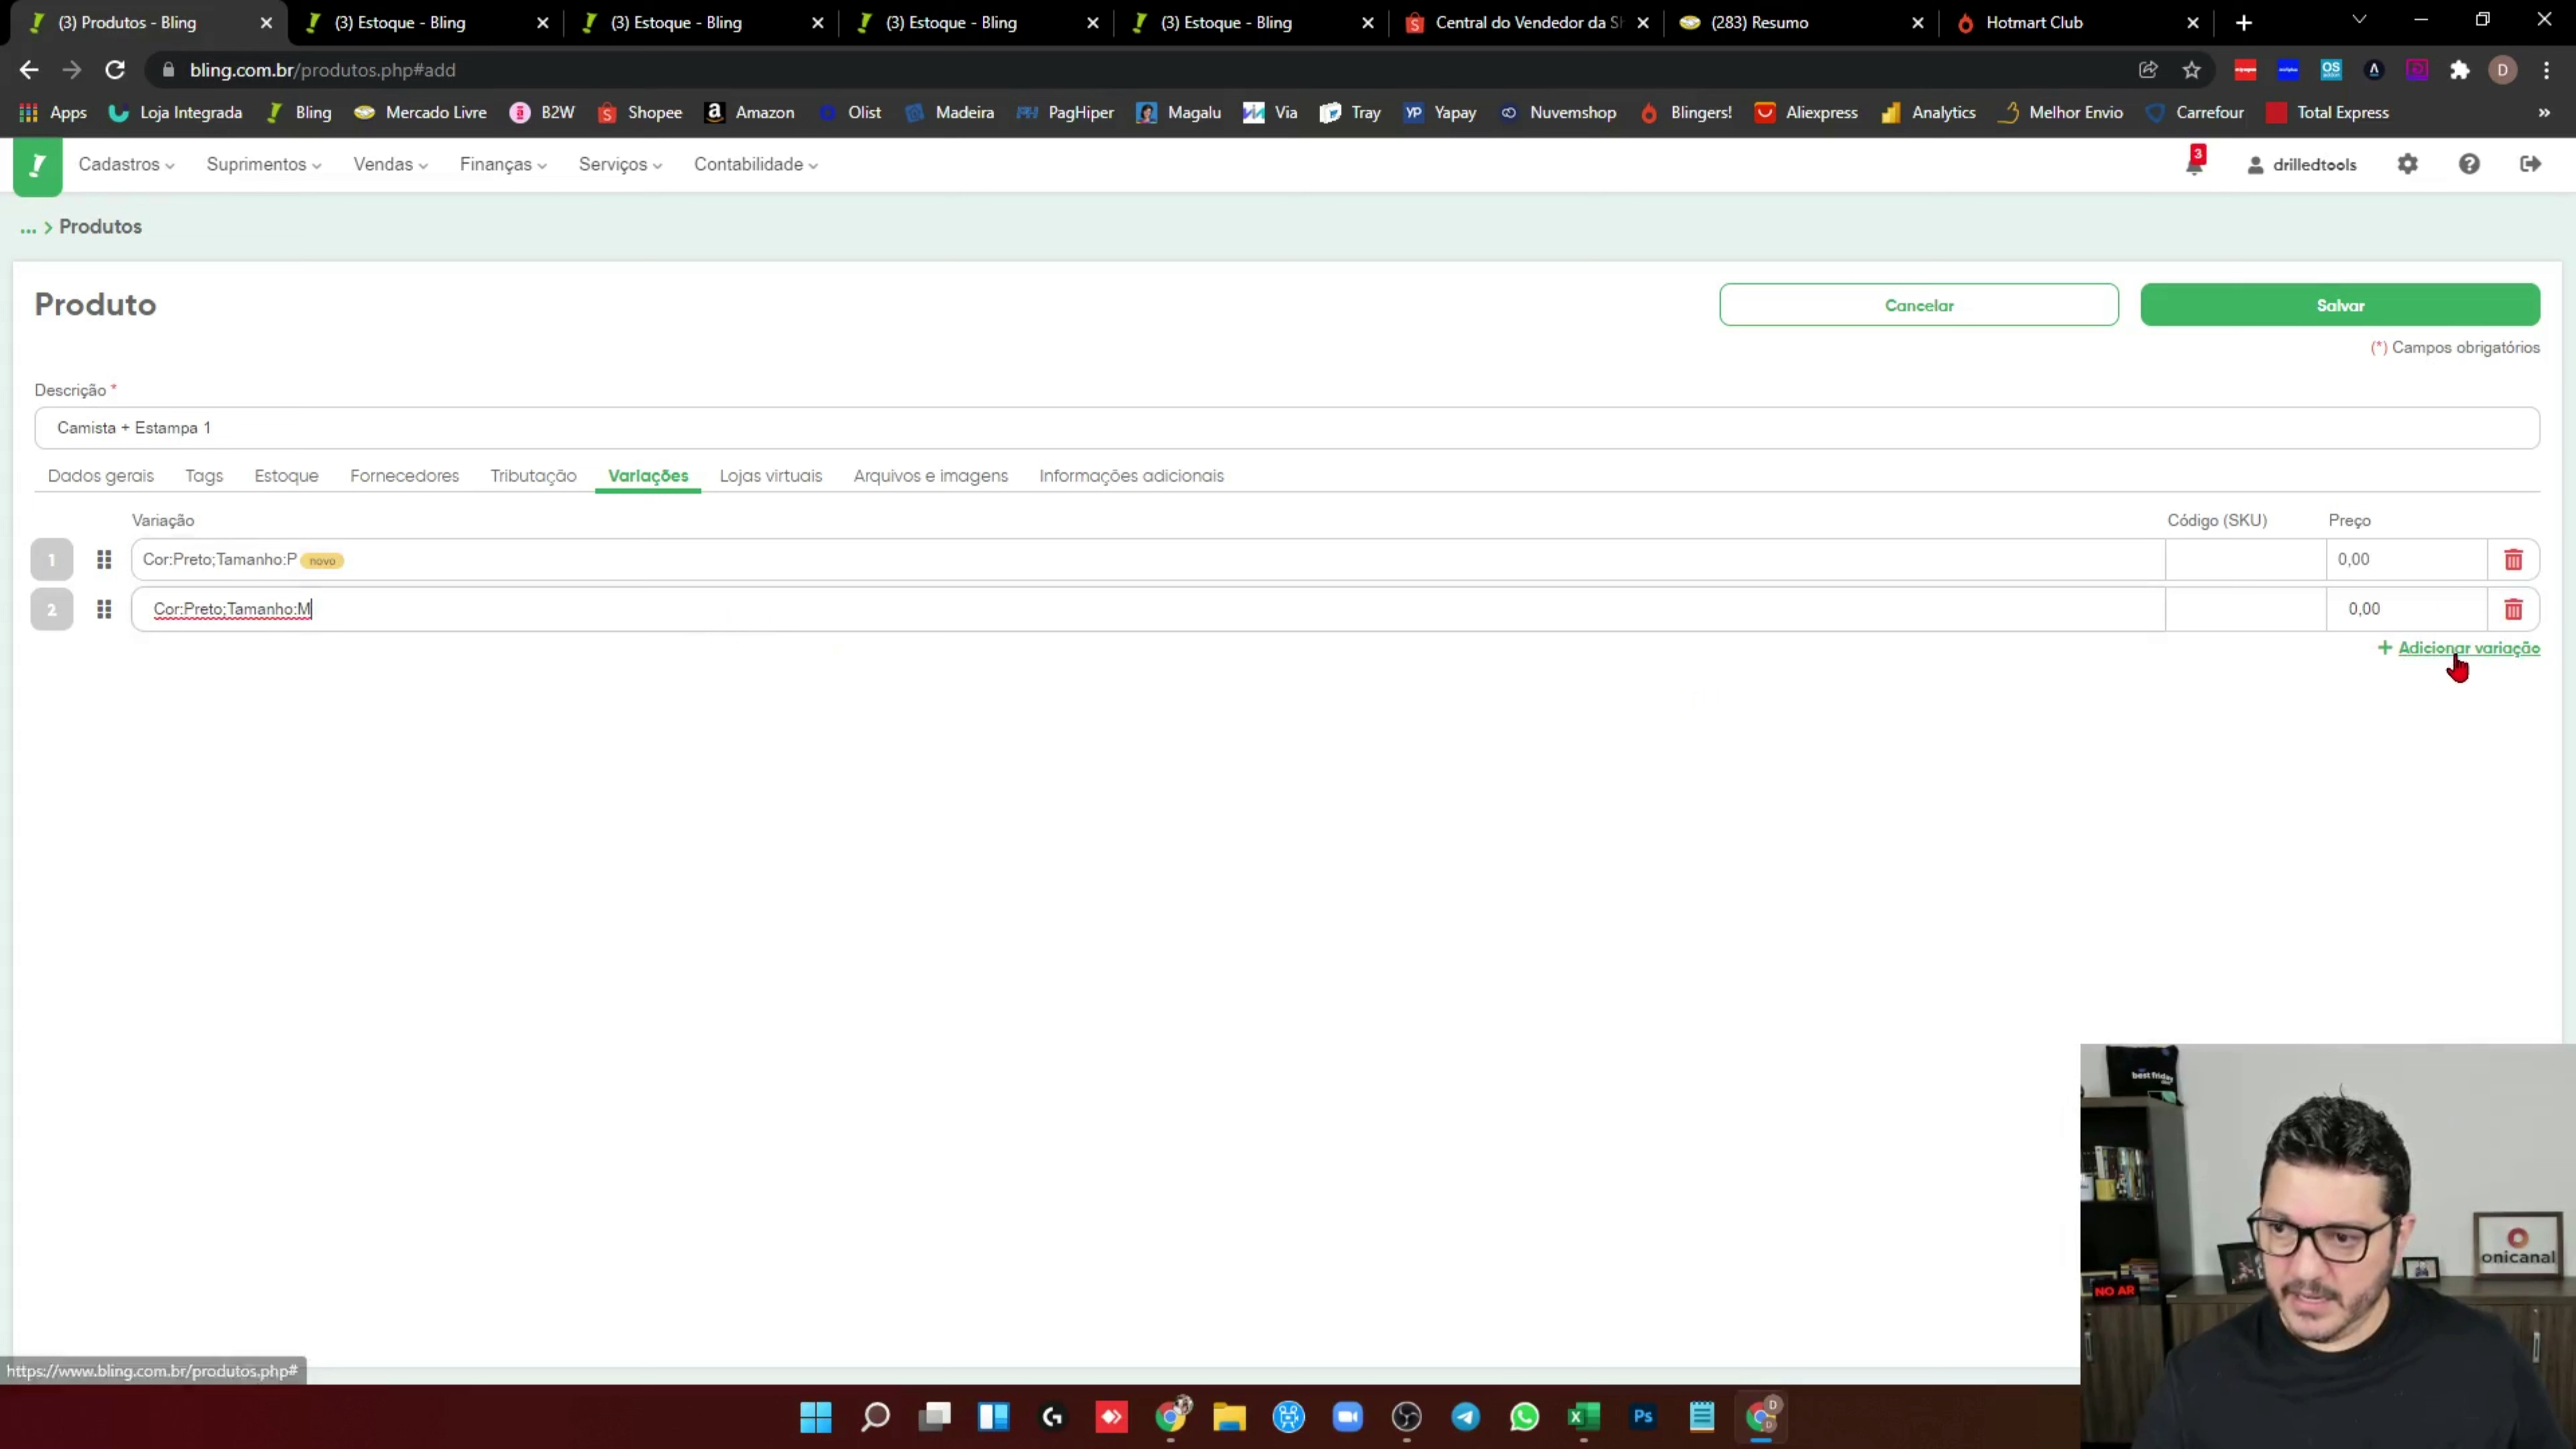 (3) Produtos - Bling
(3) Estoque - Bling
(3) Estoque - Bling
(3) Estoque - Bling
(3) Estoque - Bling
Central do Vendedor da S
(283) Resumo
Hotmart Club
bling.com.br/produtos.php#add
D
Apps
Loja Integrada
Bling
Mercado Livre
B2W
Shopee
Amazon
Olist
Madeira
PagHiper
Magalu
Via
Tray
Yapay
Nuvemshop
Blingers!
Aliexpress
Analytics
Melhor Envio
Carrefour
Total Express
Cadastros
Suprimentos
Vendas
Finanças
Serviços
Contabilidade
3
drilledtools
... > Produtos
Produto
Cancelar
Salvar
(*) Campos obrigatórios
Descrição *
Camista + Estampa 1
Dados gerais
Tags
Estoque
Fornecedores
Tributação
Variações
Lojas virtuais
Arquivos e imagens
Informações adicionais
Variação
Código (SKU)
Preço
1
Cor:Preto;Tamanho:P novo
0,00
2
Cor:Preto;Tamanho:M
0,00
+ Adicionar variação
best friday
onicanal
NO AR
https://www.bling.com.br/produtos.php#
Ps